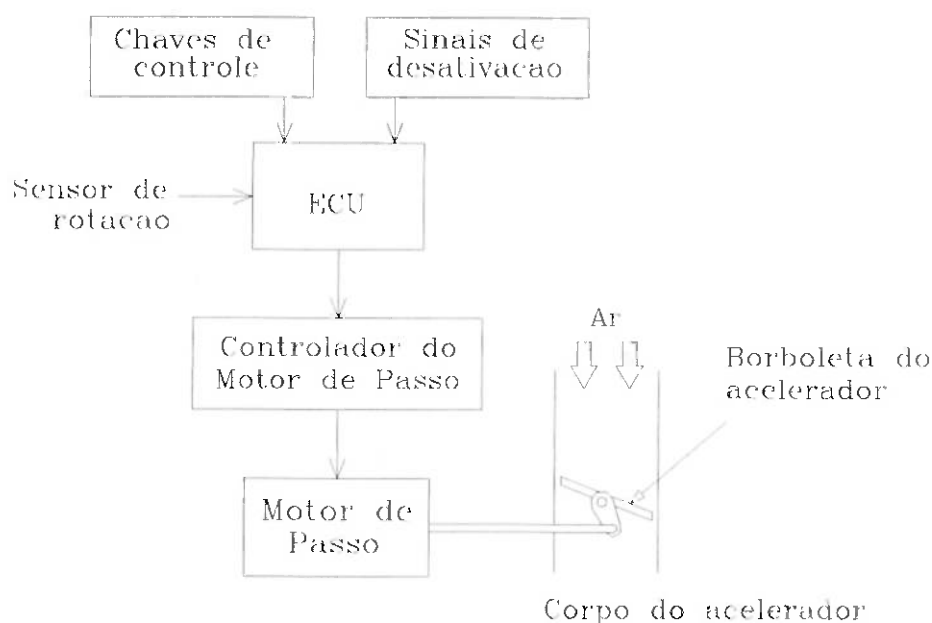 Chaves de
controle
Sinais de
desativacao
Sensor de
rotacao
ECU
Controlador do
Motor de Passo
Ar
Borboleta do
acelerador
Motor de
Passo
Corpo do acelerador